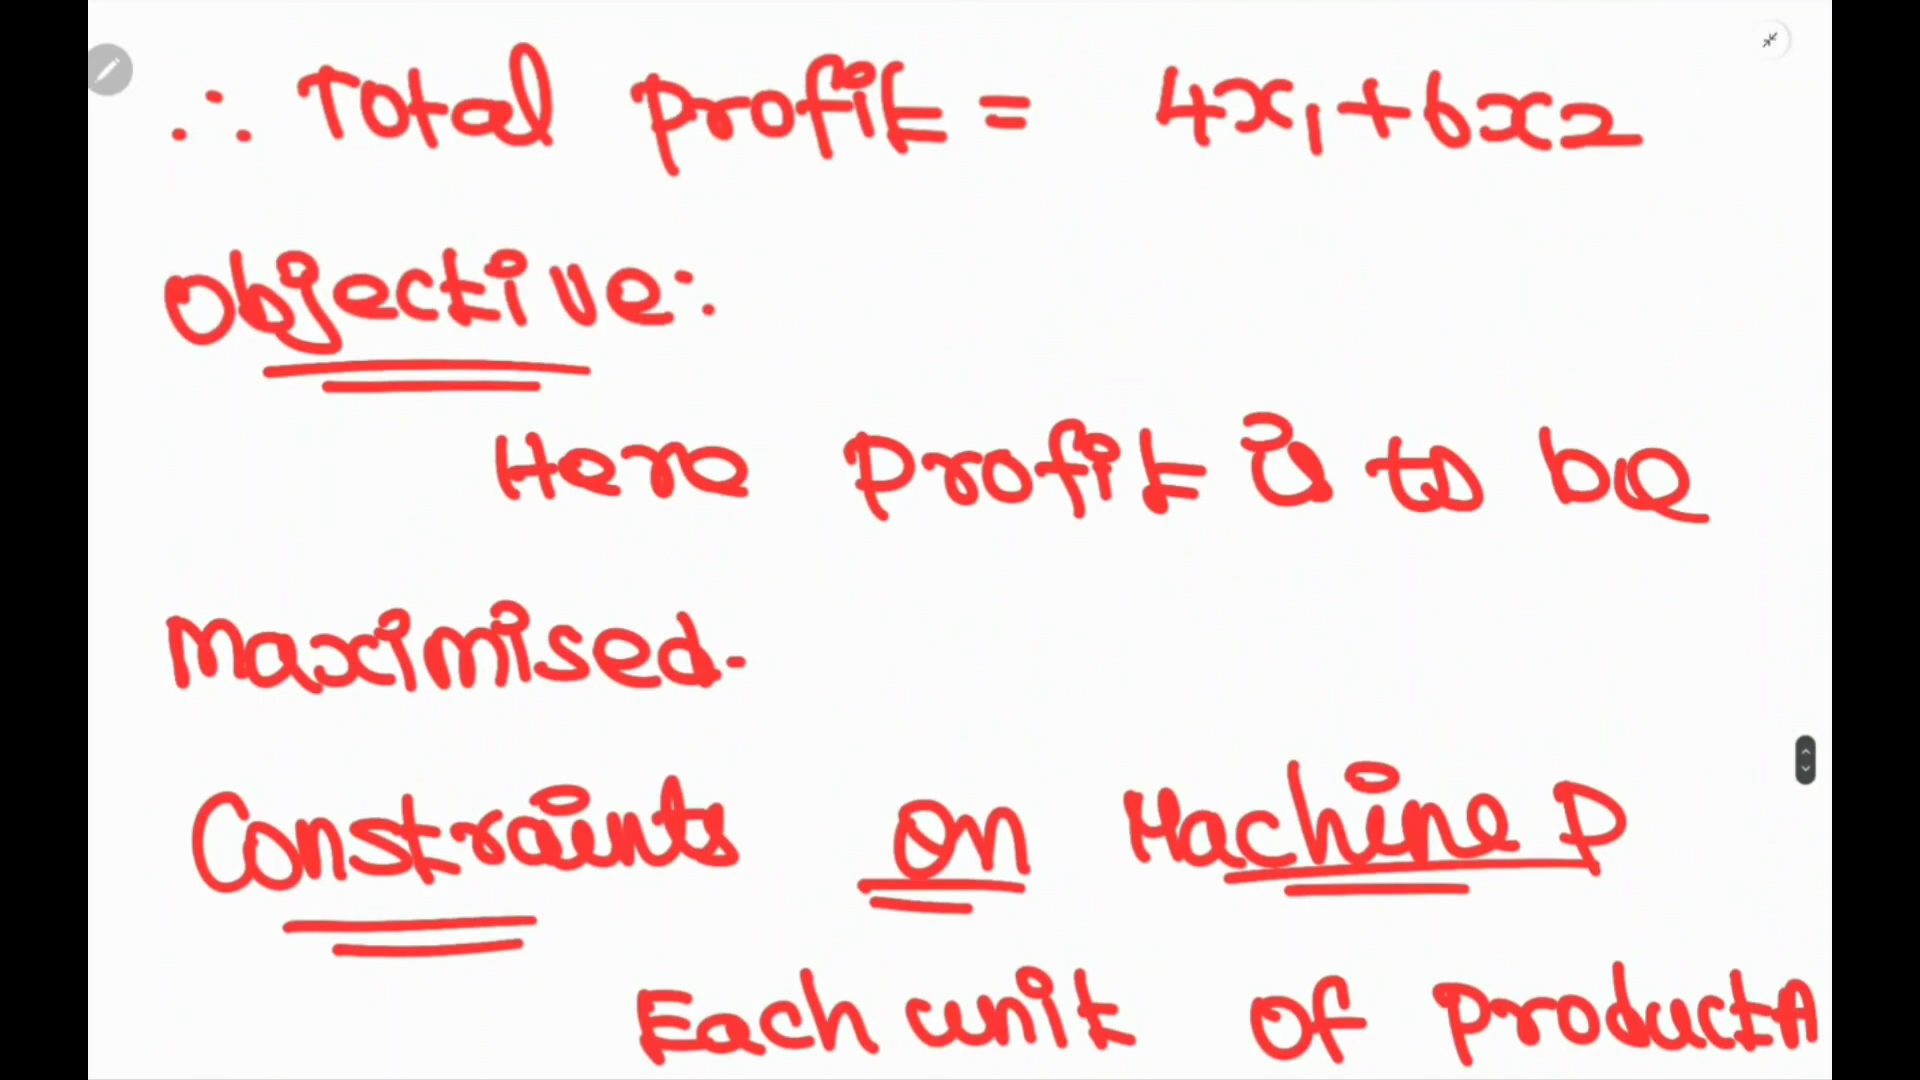 ∴ Total profit = 4x₁+6x2
Objective:
Here profit is to be
Maximised.
Constraints on Machine P
Each unit of product A